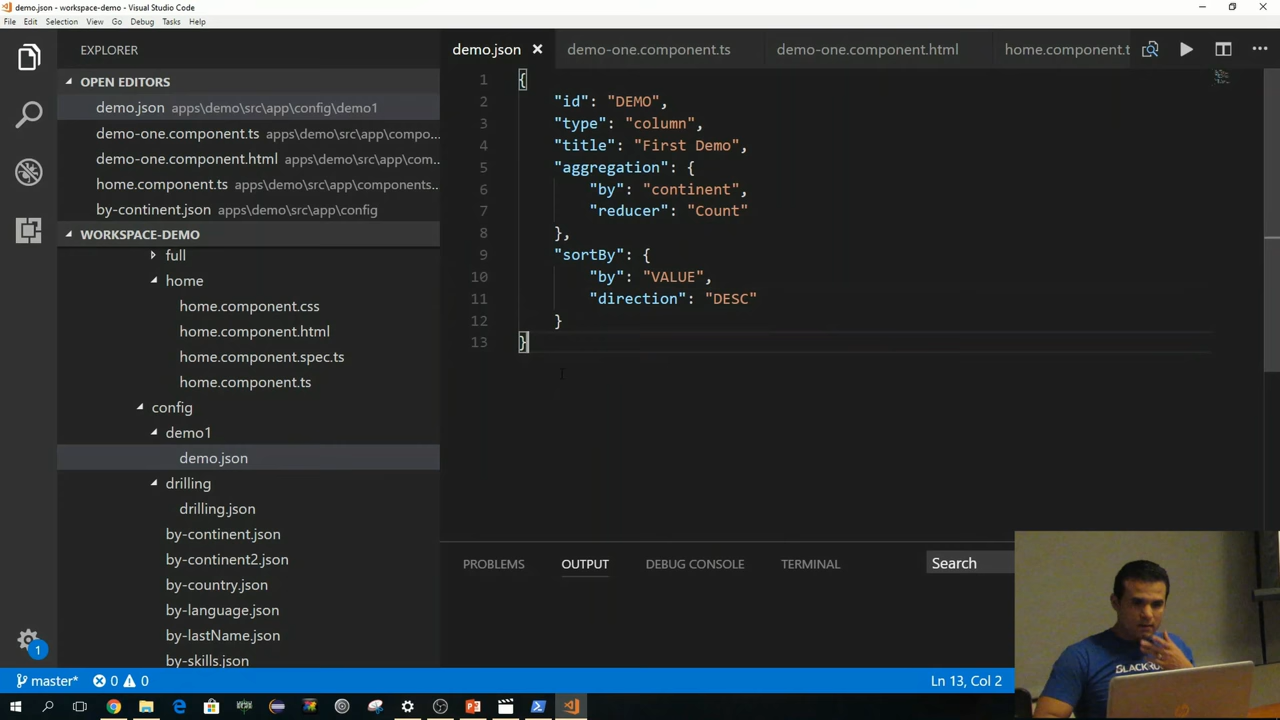 demo.json - workspace-demo - Visual Studio Code
File Edit Selection View Go Debug Tasks Help
EXPLORER
OPEN EDITORS
demo.json apps\demo\src\app\config\demo1
demo-one.component.ts apps\demo\src\app\compo...
demo-one.component.html apps\demo\src\app\com...
home.component.ts apps\demo\src\app\components...
by-continent.json apps\demo\src\app\config
WORKSPACE-DEMO
full
home
home.component.css
home.component.html
home.component.spec.ts
home.component.ts
config
demo1
demo.json
drilling
drilling.json
by-continent.json
by-continent2.json
by-country.json
by-language.json
by-lastName.json
by-skills.json
demo.json demo-one.component.ts demo-one.component.html home.component.t
1 {
2 "id": "DEMO",
3 "type": "column",
4 "title": "First Demo",
5 "aggregation": {
6 "by": "continent",
7 "reducer": "Count"
8 },
9 "sortBy": {
10 "by": "VALUE",
11 "direction": "DESC"
12 }
13 }
PROBLEMS OUTPUT DEBUG CONSOLE TERMINAL Search
1
master* 0 0 Ln 13, Col 2